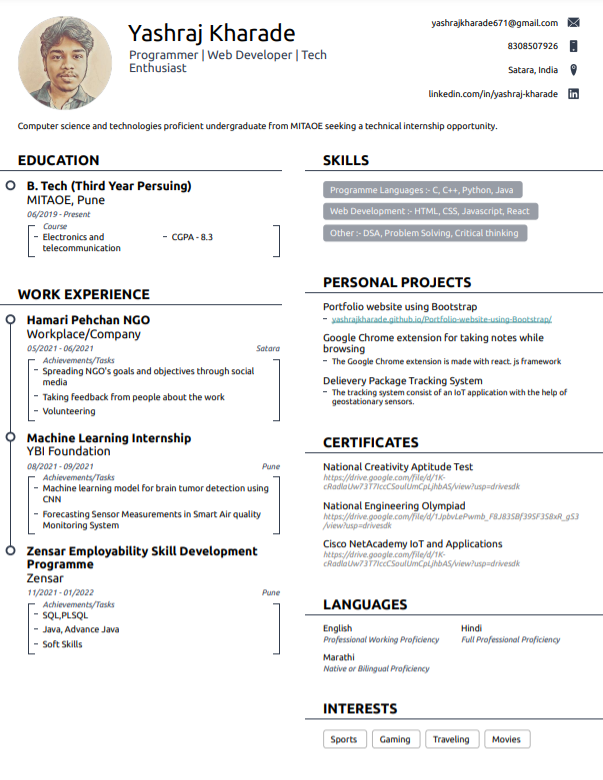 Yashraj Kharade
Programmer | Web Developer | Tech
Enthusiast
yashrajkharade671@gmail.com
8308507926
Satara, India
linkedin.com/in/yashraj-kharade
Computer science and technologies proficient undergraduate from MITAOE seeking a technical internship opportunity.
EDUCATION
B. Tech (Third Year Persuing)
MITAOE, Pune
06/2019 - Present
Course
– Electronics and
telecommunication
– CGPA - 8.3
WORK EXPERIENCE
Hamari Pehchan NGO
Workplace/Company
05/2021 - 06/2021
Satara
Achievements/Tasks
– Spreading NGO's goals and objectives through social
media
– Taking feedback from people about the work
– Volunteering
Machine Learning Internship
YBI Foundation
08/2021 - 09/2021
Pune
Achievements/Tasks
– Machine learning model for brain tumor detection using
CNN
– Forecasting Sensor Measurements in Smart Air quality
Monitoring System
Zensar Employability Skill Development
Programme
Zensar
11/2021 - 01/2022
Pune
Achievements/Tasks
– SQL,PLSQL
– Java, Advance Java
– Soft Skills
SKILLS
Programme Languages :- C, C++, Python, Java
Web Development :- HTML, CSS, Javascript, React
Other :- DSA, Problem Solving, Critical thinking
PERSONAL PROJECTS
Portfolio website using Bootstrap
– yashrajkharade.github.io/Portfolio-website-using-Bootstrap/
Google Chrome extension for taking notes while
browsing
– The Google Chrome extension is made with react. js framework
Delievery Package Tracking System
– The tracking system consist of an IoT application with the help of
geostationary sensors.
CERTIFICATES
National Creativity Aptitude Test
https://drive.google.com/file/d/1K-
cRadlaUw73T7IccCSoulUmCpLjhbAS/view?usp=drivesdk
National Engineering Olympiad
https://drive.google.com/file/d/1JpbvLePwmb_F8J83SBf39SF3S8xR_gS3
/view?usp=drivesdk
Cisco NetAcademy IoT and Applications
https://drive.google.com/file/d/1K-
cRadlaUw73T7IccCSoulUmCpLjhbAS/view?usp=drivesdk
LANGUAGES
English
Professional Working Proficiency
Hindi
Full Professional Proficiency
Marathi
Native or Bilingual Proficiency
INTERESTS
Sports
Gaming
Traveling
Movies